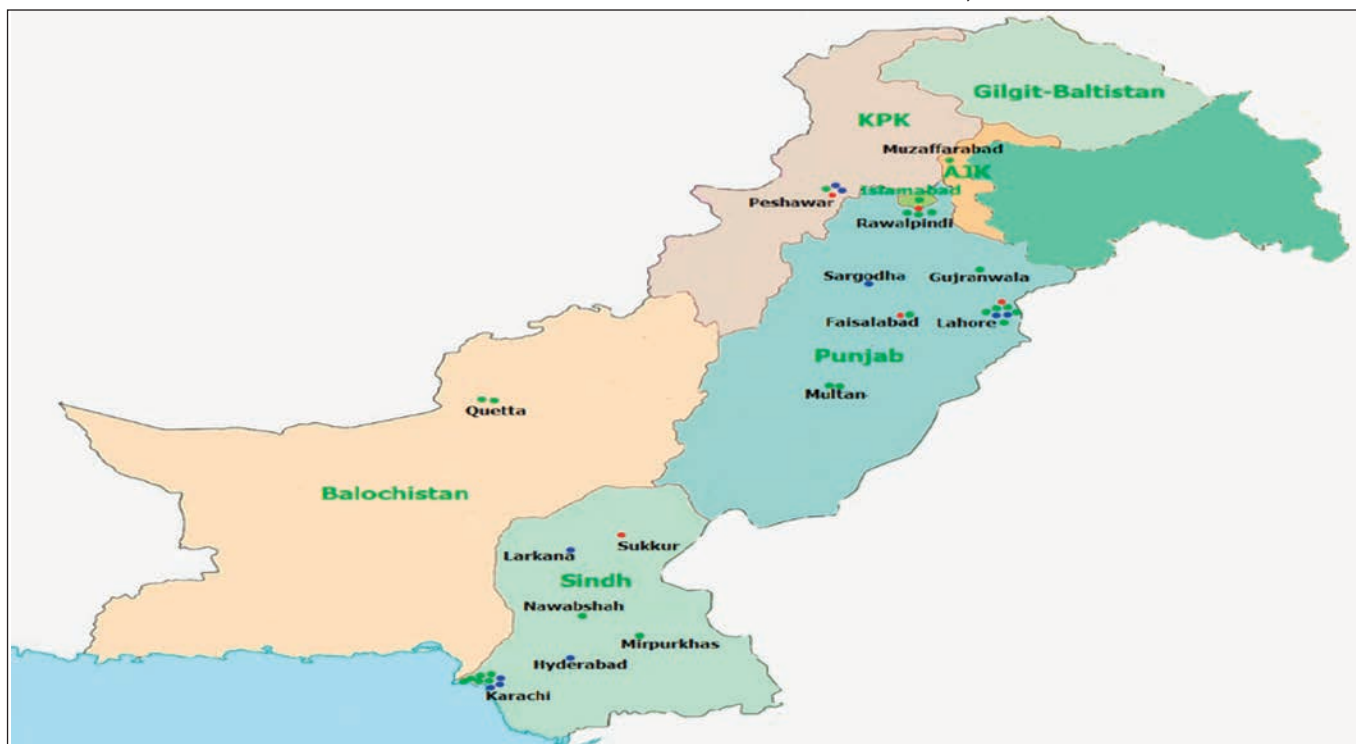 Gilgit-Baltistan
KPK
Muzaffarabad
AJK
Islamabad
Peshawar
Rawalpindi
Sargodha
Gujranwala
Faisalabad
Lahore
Punjab
Multan
Quetta
Balochistan
Larkana
Sukkur
Sindh
Nawabshah
Mirpurkhas
Hyderabad
Karachi